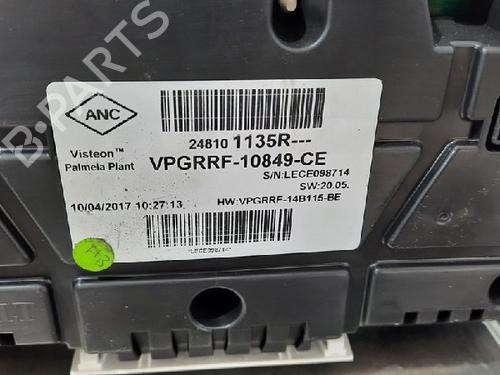 B-PARTS
ANC
24810 1135R---
Visteon™
Palmela Plant
VPGRRF-10849-CE
S/N:LECE098714
SW:20.05.
10/04/2017 10:27:13
HW:VPGRRF-14B115-BE
*LECE098714*